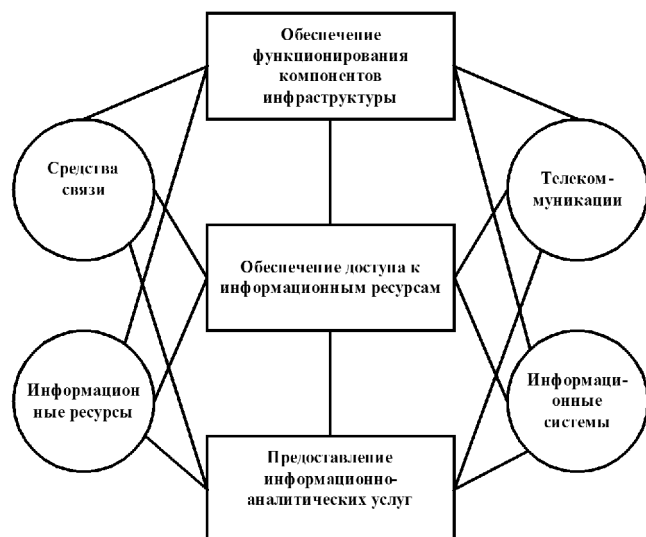 Обеспечение
функционирования
компонентов
инфраструктуры
Средства
связи
Телеком-
муникации
Обеспечение доступа к
информационным ресурсам
Информацион
ные ресурсы
Информаци-
онные
системы
Предоставление
информационно-
аналитических услуг